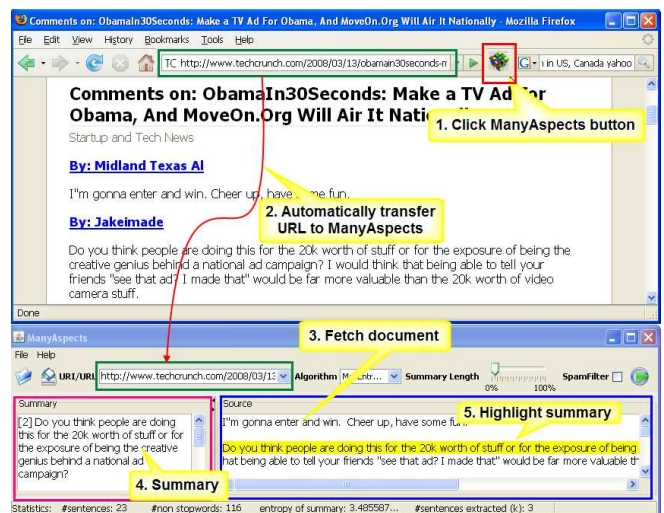 Comments on: ObamaIn30Seconds: Make a TV Ad For Obama, And MoveOn.Org Will Air It Nationally - Mozilla Firefox
File Edit View History Bookmarks Tools Help
TC http://www.techcrunch.com/2008/03/13/obamain30seconds-m
G in US, Canada yahoo
Comments on: ObamaIn30Seconds: Make a TV Ad For
Obama, And MoveOn.Org Will Air It
1. Click ManyAspects button
Startup and Tech News
By: Midland Texas Al
I"m gonna enter and win. Cheer up, have some fun.
2. Automatically transfer
URL to ManyAspects
By: Jakeimade
Do you think people are doing this for the 20k worth of stuff or for the exposure of being the
creative genius behind a national ad campaign? I would think that being able to tell your
friends "see that ad? I made that" would be far more valuable than the 20k worth of video
camera stuff.
Done
ManyAspects
3. Fetch document
File Help
URI/URL http://www.techcrunch.com/2008/03/13 Algorithm Summary Length 0% 100% SpamFilter
Summary
Source
[2] Do you think people are doing
this for the 20k worth of stuff or for
the exposure of being the creative
genius behind a national ad
campaign?
I"m gonna enter and win. Cheer up, have some fun.
5. Highlight summary
Do you think people are doing this for the 20k worth of stuff or for the exposure of being
hat being able to tell your friends "see that ad? I made that" would be far more valuable th
4. Summary
Statistics: #sentences: 23 #non stopwords: 116 entropy of summary: 3.485587... #sentences extracted (k): 3